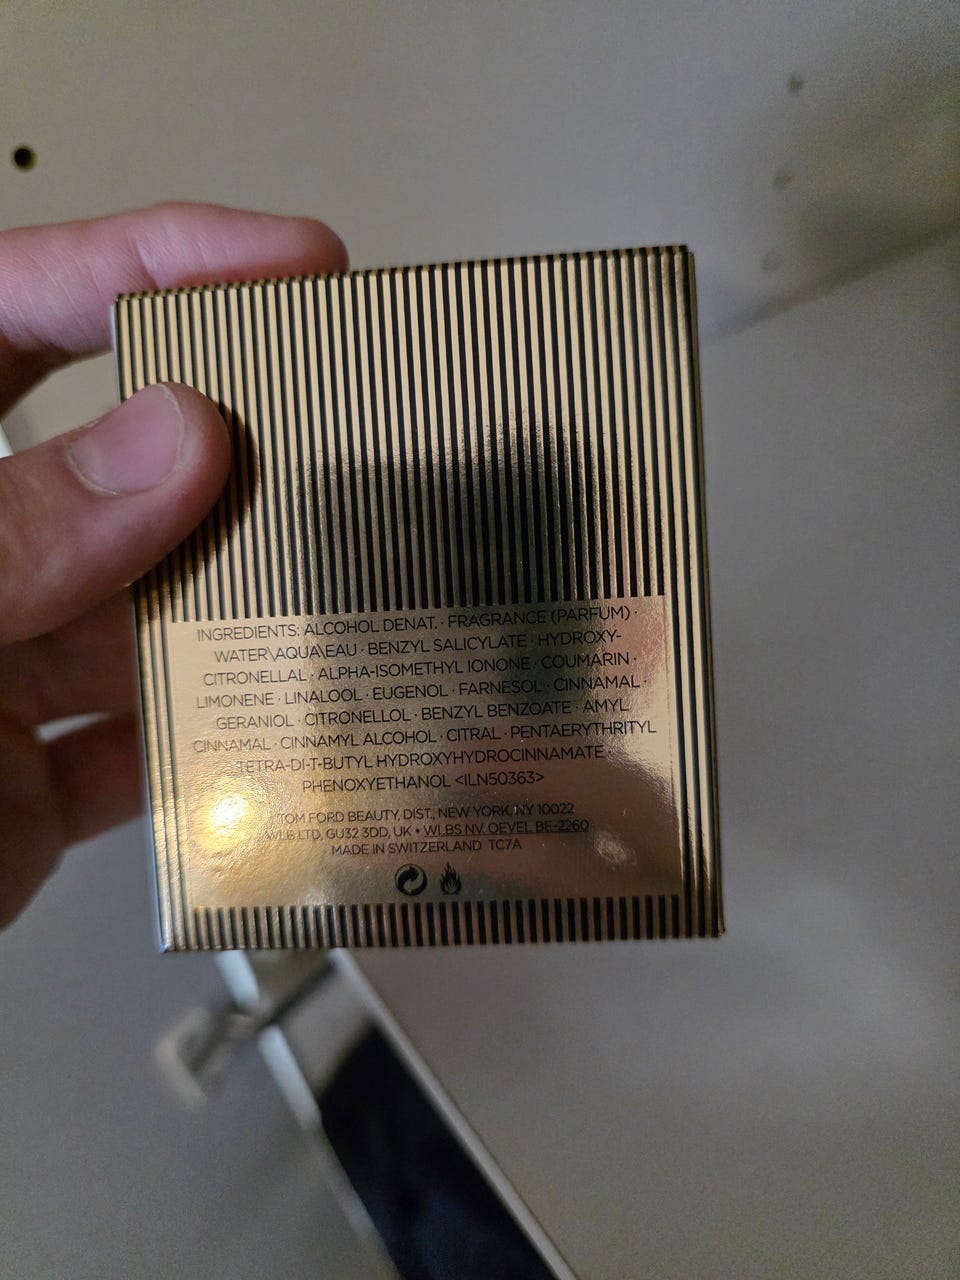 INGREDIENTS: ALCOHOL DENAT. · FRAGRANCE (PARFUM) ·
WATER\AQUA\EAU · BENZYL SALICYLATE · HYDROXY-
CITRONELLAL · ALPHA-ISOMETHYL IONONE · COUMARIN ·
LIMONENE · LINALOOL · EUGENOL · FARNESOL · CINNAMAL ·
GERANIOL · CITRONELLOL · BENZYL BENZOATE · AMYL
CINNAMAL · CINNAMYL ALCOHOL · CITRAL · PENTAERYTHRITYL
TETRA-DI-T-BUTYL HYDROXYHYDROCINNAMATE ·
PHENOXYETHANOL <ILN50363>
TOM FORD BEAUTY, DIST., NEW YORK, NY 10022
WLB LTD, GU32 3DD, UK • WLBS NV. OEVEL BE-2260
MADE IN SWITZERLAND TC7A